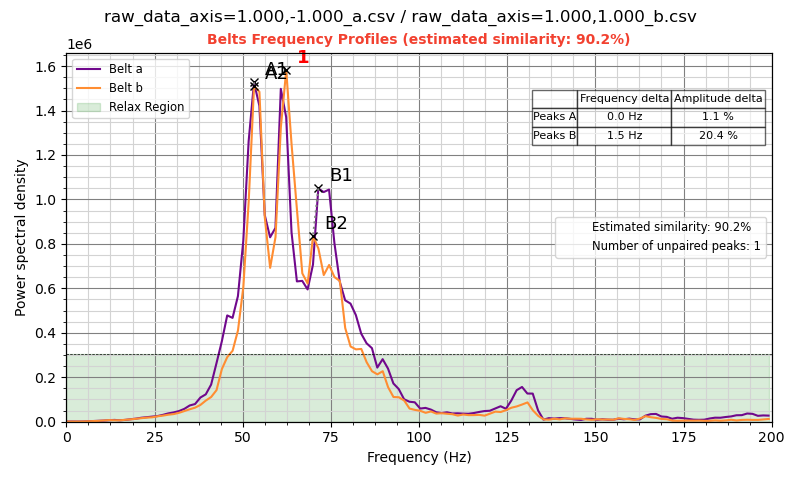 raw_data_axis=1.000,-1.000_a.csv / raw_data_axis=1.000,1.000_b.csv
Belts Frequency Profiles (estimated similarity: 90.2%)
1e6
Belt a
Belt b
Relax Region
A1
A2
1
B1
B2
Frequency delta Amplitude delta
Peaks A 0.0 Hz 1.1 %
Peaks B 1.5 Hz 20.4 %
Estimated similarity: 90.2%
Number of unpaired peaks: 1
Power spectral density
1.6
1.4
1.2
1.0
0.8
0.6
0.4
0.2
0.0
0 25 50 75 100 125 150 175 200
Frequency (Hz)